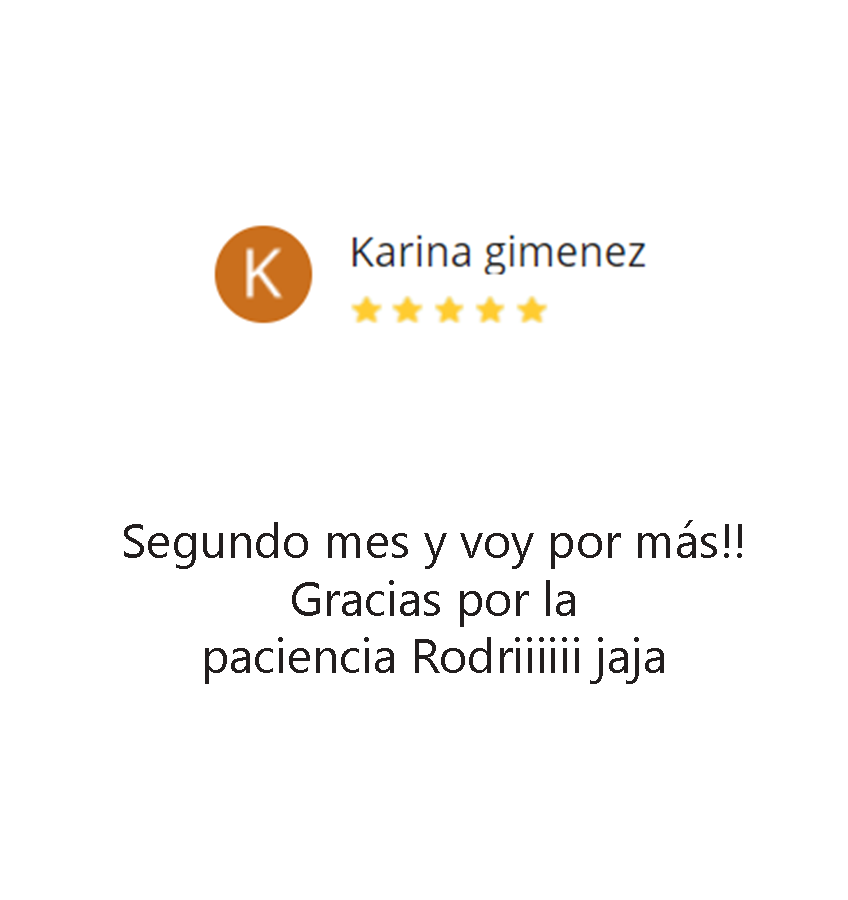 K
Karina gimenez
Segundo mes y voy por más!!
Gracias por la
paciencia Rodriiiiii jaja